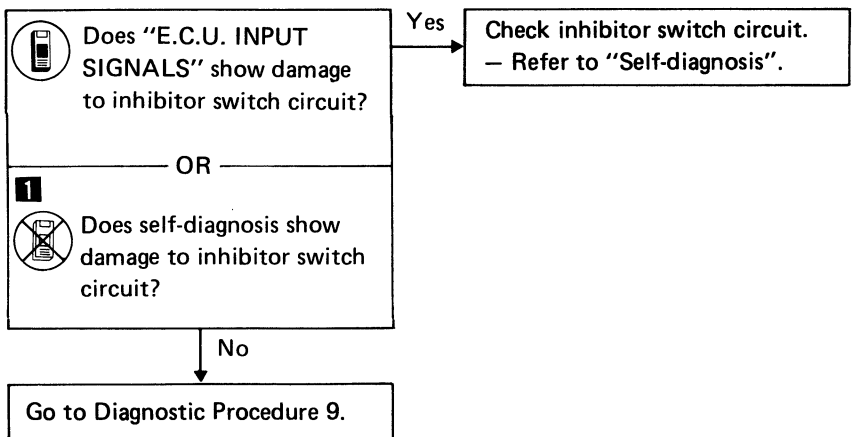 Does "E.C.U. INPUT
SIGNALS" show damage
to inhibitor switch circuit?
Yes
Check inhibitor switch circuit.
— Refer to "Self-diagnosis".
OR
1
Does self-diagnosis show
damage to inhibitor switch
circuit?
No
Go to Diagnostic Procedure 9.